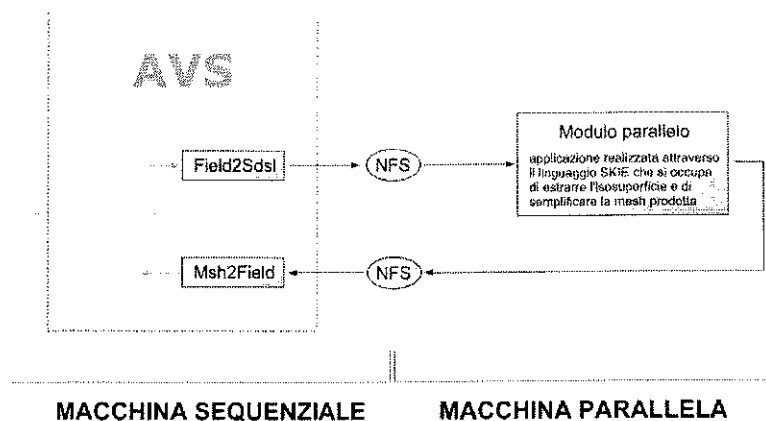 AVS
Field2Sdsl
NFS
Modulo parallelo
applicazione realizzata attraverso
il linguaggio SKIE che si occupa
di estrarre l'isosuperficie e di
semplificare la mesh prodotta
Msh2Field
NFS
MACCHINA SEQUENZIALE
MACCHINA PARALLELA